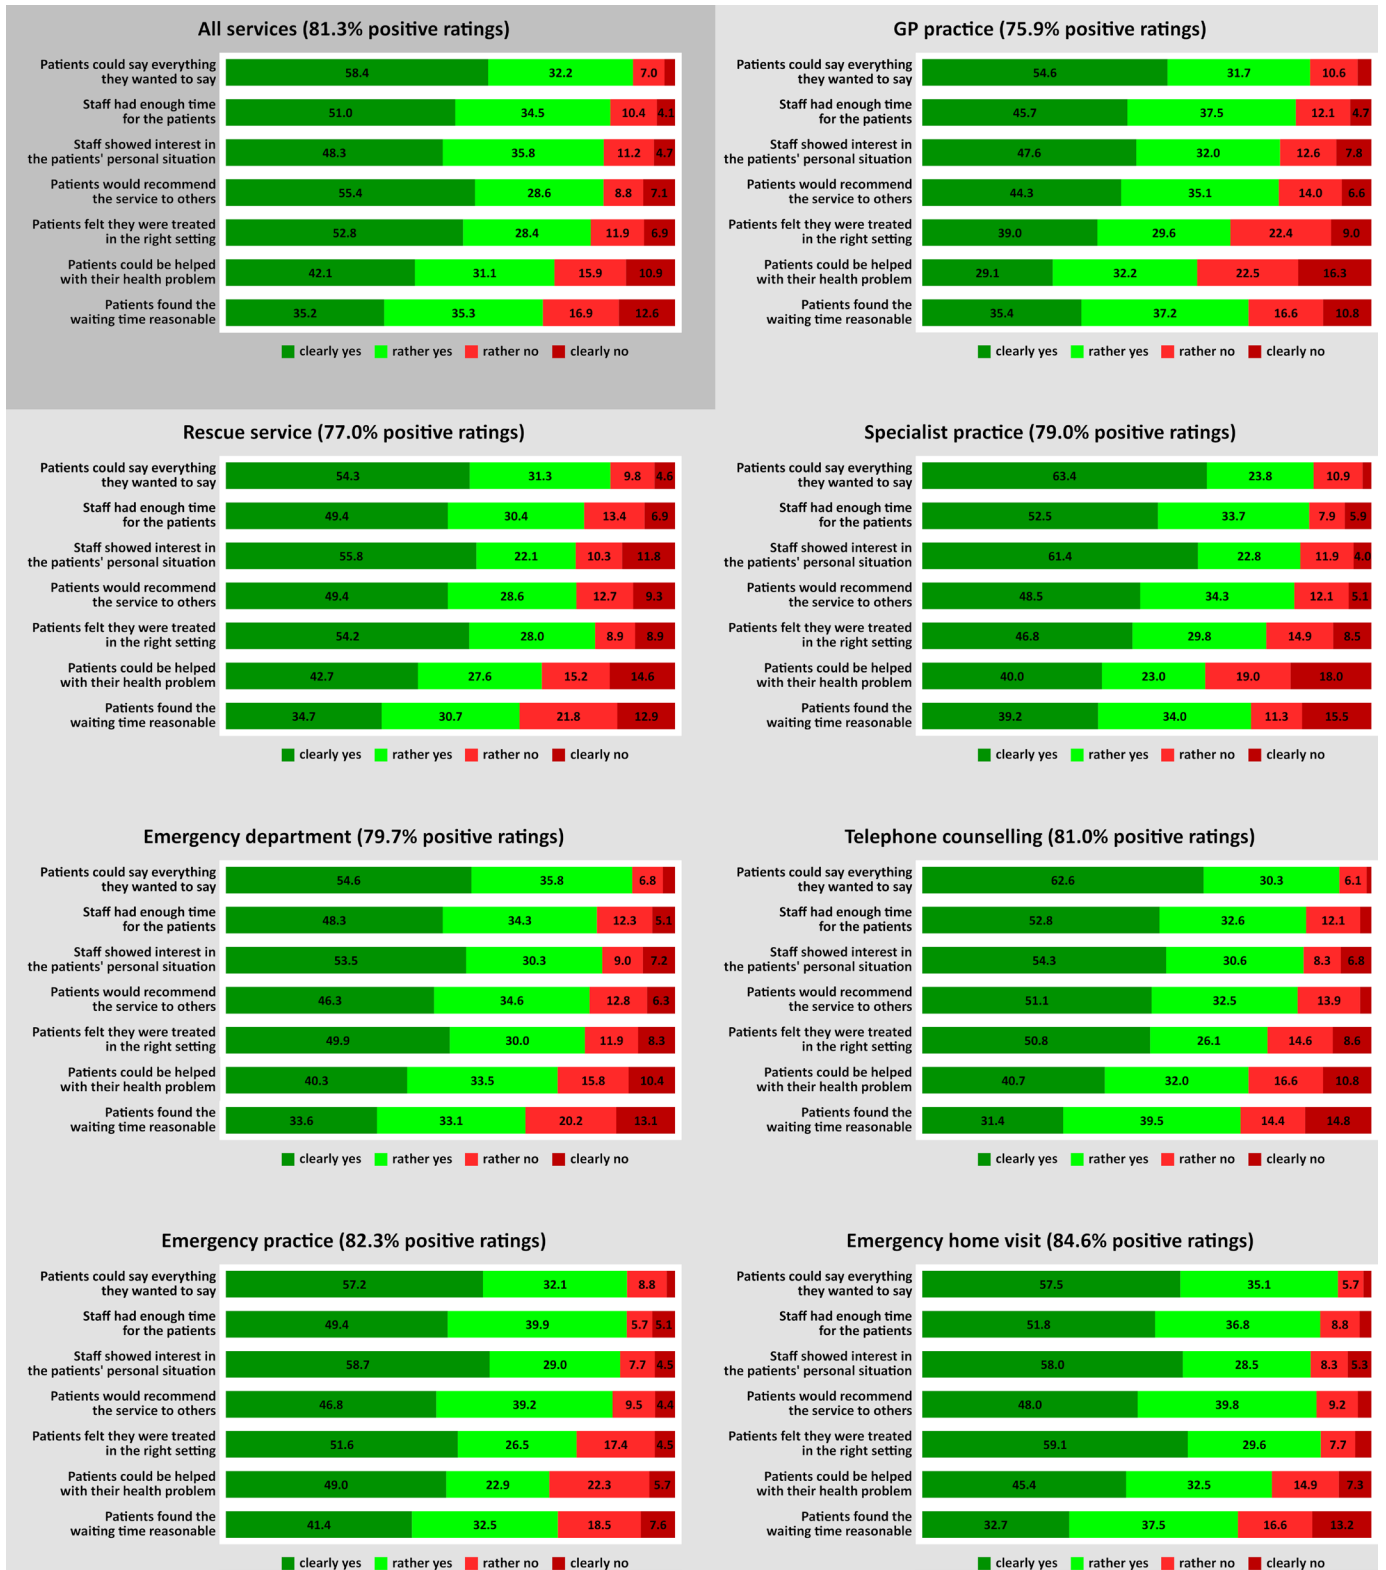 All services (81.3% positive ratings)
Patients could say everything
they wanted to say
58.4 32.2 7.0
Staff had enough time
for the patients
51.0 34.5 10.4 4.1
Staff showed interest in
the patients' personal situation
48.3 35.8 11.2 4.7
Patients would recommend
the service to others
55.4 28.6 8.8 7.1
Patients felt they were treated
in the right setting
52.8 28.4 11.9 6.9
Patients could be helped
with their health problem
42.1 31.1 15.9 10.9
Patients found the
waiting time reasonable
35.2 35.3 16.9 12.6
clearly yes rather yes rather no clearly no
GP practice (75.9% positive ratings)
Patients could say everything
they wanted to say
54.6 31.7 10.6
Staff had enough time
for the patients
45.7 37.5 12.1 4.7
Staff showed interest in
the patients' personal situation
47.6 32.0 12.6 7.8
Patients would recommend
the service to others
44.3 35.1 14.0 6.6
Patients felt they were treated
in the right setting
39.0 29.6 22.4 9.0
Patients could be helped
with their health problem
29.1 32.2 22.5 16.3
Patients found the
waiting time reasonable
35.4 37.2 16.6 10.8
clearly yes rather yes rather no clearly no
Rescue service (77.0% positive ratings)
Patients could say everything
they wanted to say
54.3 31.3 9.8 4.6
Staff had enough time
for the patients
49.4 30.4 13.4 6.9
Staff showed interest in
the patients' personal situation
55.8 22.1 10.3 11.8
Patients would recommend
the service to others
49.4 28.6 12.7 9.3
Patients felt they were treated
in the right setting
54.2 28.0 8.9 8.9
Patients could be helped
with their health problem
42.7 27.6 15.2 14.6
Patients found the
waiting time reasonable
34.7 30.7 21.8 12.9
clearly yes rather yes rather no clearly no
Specialist practice (79.0% positive ratings)
Patients could say everything
they wanted to say
63.4 23.8 10.9
Staff had enough time
for the patients
52.5 33.7 7.9 5.9
Staff showed interest in
the patients' personal situation
61.4 22.8 11.9 4.0
Patients would recommend
the service to others
48.5 34.3 12.1 5.1
Patients felt they were treated
in the right setting
46.8 29.8 14.9 8.5
Patients could be helped
with their health problem
40.0 23.0 19.0 18.0
Patients found the
waiting time reasonable
39.2 34.0 11.3 15.5
clearly yes rather yes rather no clearly no
Emergency department (79.7% positive ratings)
Patients could say everything
they wanted to say
54.6 35.8 6.8
Staff had enough time
for the patients
48.3 34.3 12.3 5.1
Staff showed interest in
the patients' personal situation
53.5 30.3 9.0 7.2
Patients would recommend
the service to others
46.3 34.6 12.8 6.3
Patients felt they were treated
in the right setting
49.9 30.0 11.9 8.3
Patients could be helped
with their health problem
40.3 33.5 15.8 10.4
Patients found the
waiting time reasonable
33.6 33.1 20.2 13.1
clearly yes rather yes rather no clearly no
Telephone counselling (81.0% positive ratings)
Patients could say everything
they wanted to say
62.6 30.3 6.1
Staff had enough time
for the patients
52.8 32.6 12.1
Staff showed interest in
the patients' personal situation
54.3 30.6 8.3 6.8
Patients would recommend
the service to others
51.1 32.5 13.9
Patients felt they were treated
in the right setting
50.8 26.1 14.6 8.6
Patients could be helped
with their health problem
40.7 32.0 16.6 10.8
Patients found the
waiting time reasonable
31.4 39.5 14.4 14.8
clearly yes rather yes rather no clearly no
Emergency practice (82.3% positive ratings)
Patients could say everything
they wanted to say
57.2 32.1 8.8
Staff had enough time
for the patients
49.4 39.9 5.7 5.1
Staff showed interest in
the patients' personal situation
58.7 29.0 7.7 4.5
Patients would recommend
the service to others
46.8 39.2 9.5 4.4
Patients felt they were treated
in the right setting
51.6 26.5 17.4 4.5
Patients could be helped
with their health problem
49.0 22.9 22.3 5.7
Patients found the
waiting time reasonable
41.4 32.5 18.5 7.6
clearly yes rather yes rather no clearly no
Emergency home visit (84.6% positive ratings)
Patients could say everything
they wanted to say
57.5 35.1 5.7
Staff had enough time
for the patients
51.8 36.8 8.8
Staff showed interest in
the patients' personal situation
58.0 28.5 8.3 5.3
Patients would recommend
the service to others
48.0 39.8 9.2
Patients felt they were treated
in the right setting
59.1 29.6 7.7
Patients could be helped
with their health problem
45.4 32.5 14.9 7.3
Patients found the
waiting time reasonable
32.7 37.5 16.6 13.2
clearly yes rather yes rather no clearly no